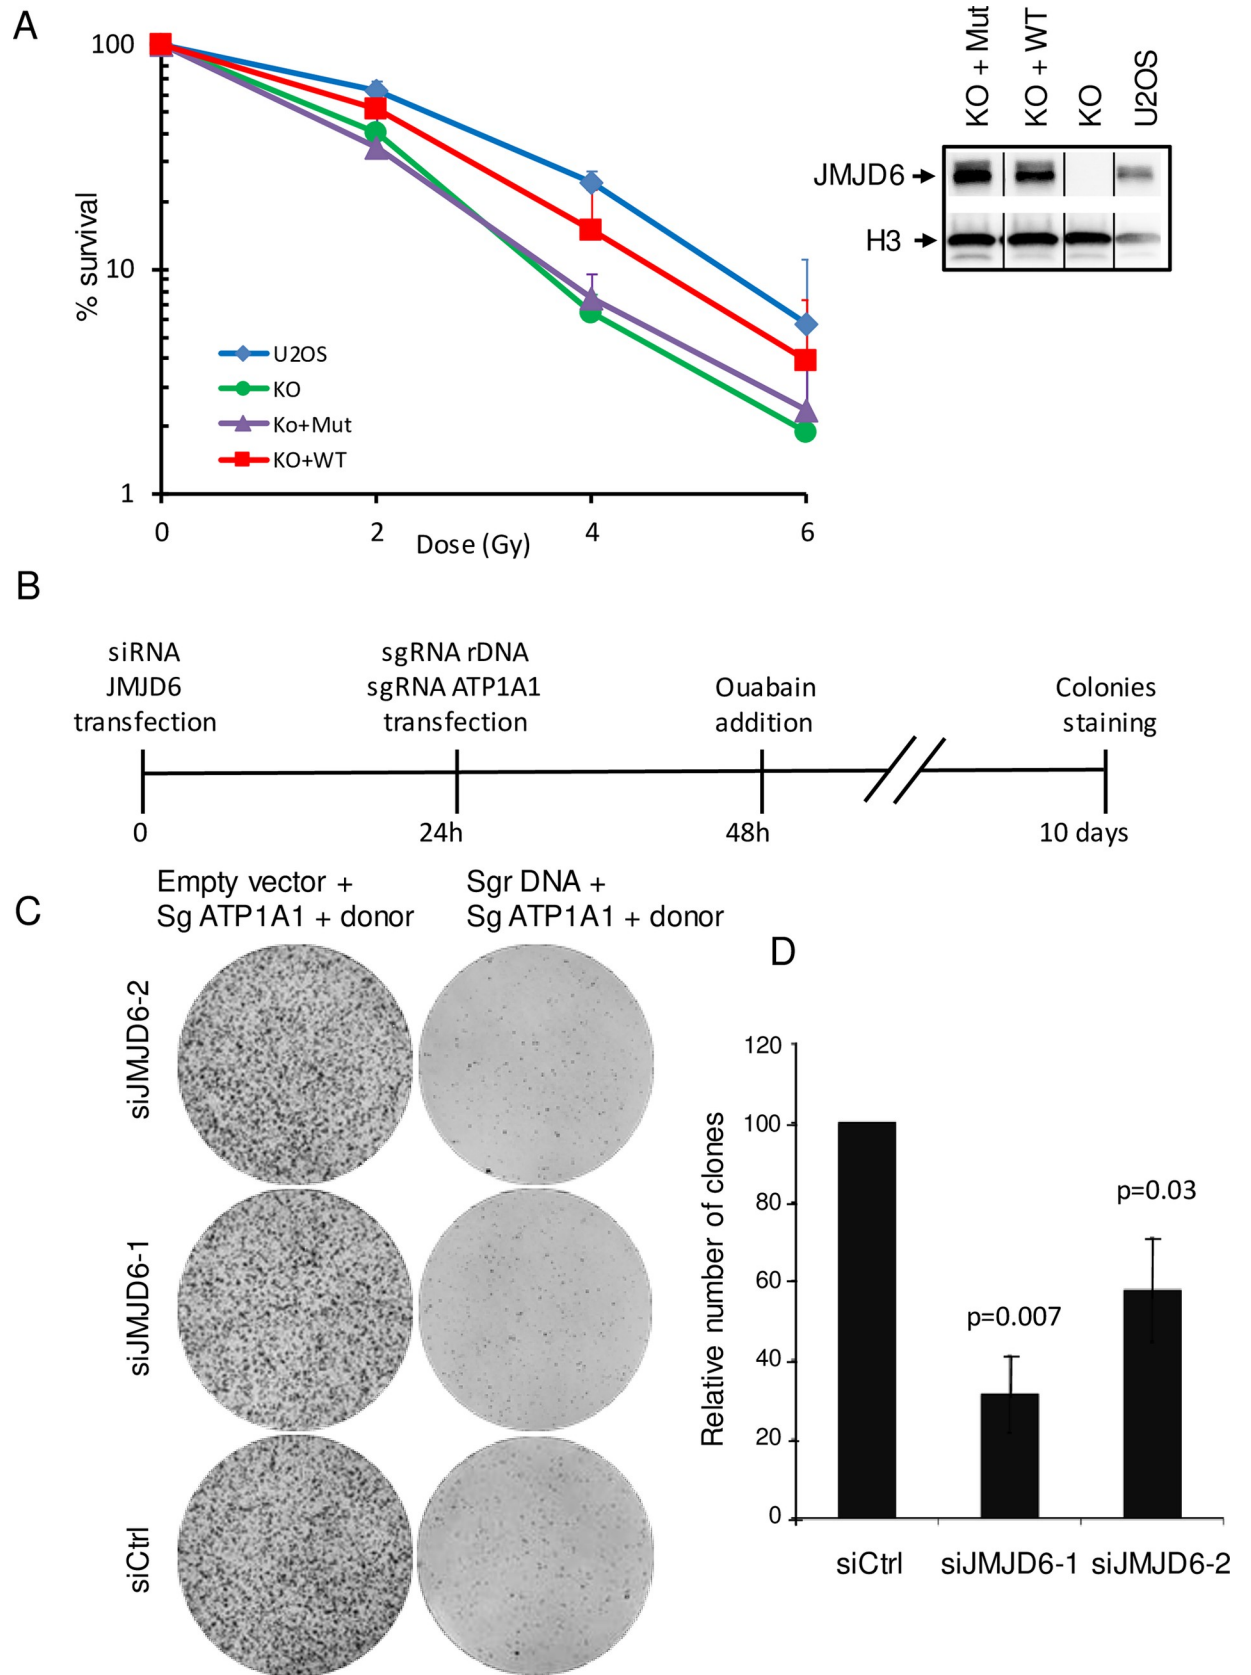 A
100
10
1
% survival
0
2
4
6
Dose (Gy)
U2OS
KO
Ko+Mut
KO+WT
KO + Mut
KO + WT
KO
U2OS
JMJD6
H3
B
siRNA
JMJD6
transfection
sgRNA rDNA
sgRNA ATP1A1
transfection
Ouabain
addition
Colonies
staining
0
24h
48h
10 days
C
Empty vector +
Sg ATP1A1 + donor
Sgr DNA +
Sg ATP1A1 + donor
siJMJD6-2
siJMJD6-1
siCtrl
D
Relative number of clones
120
100
80
60
40
20
0
p=0.007
p=0.03
siCtrl
siJMJD6-1
siJMJD6-2